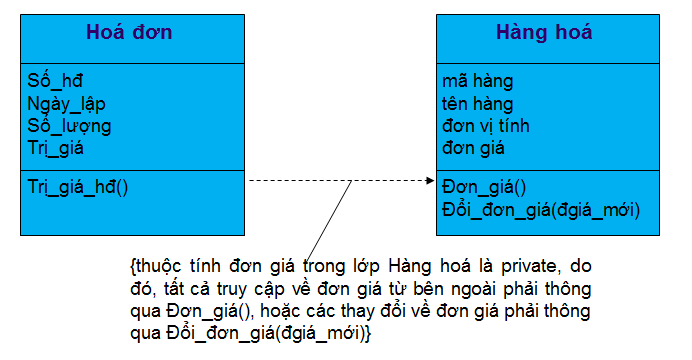 Hoá đơn
Số_hđ
Ngày_lập
Số_lượng
Trị_giá
Trị_giá_hđ()
Hàng hoá
mã hàng
tên hàng
đơn vị tính
đơn giá
Đơn_giá()
Đổi_đơn_giá(đgiá_mới)
{thuộc tính đơn giá trong lớp Hàng hoá là private, do
đó, tất cả truy cập về đơn giá từ bên ngoài phải thông
qua Đơn_giá(), hoặc các thay đổi về đơn giá phải thông
qua Đổi_đơn_giá(đgiá_mới)}